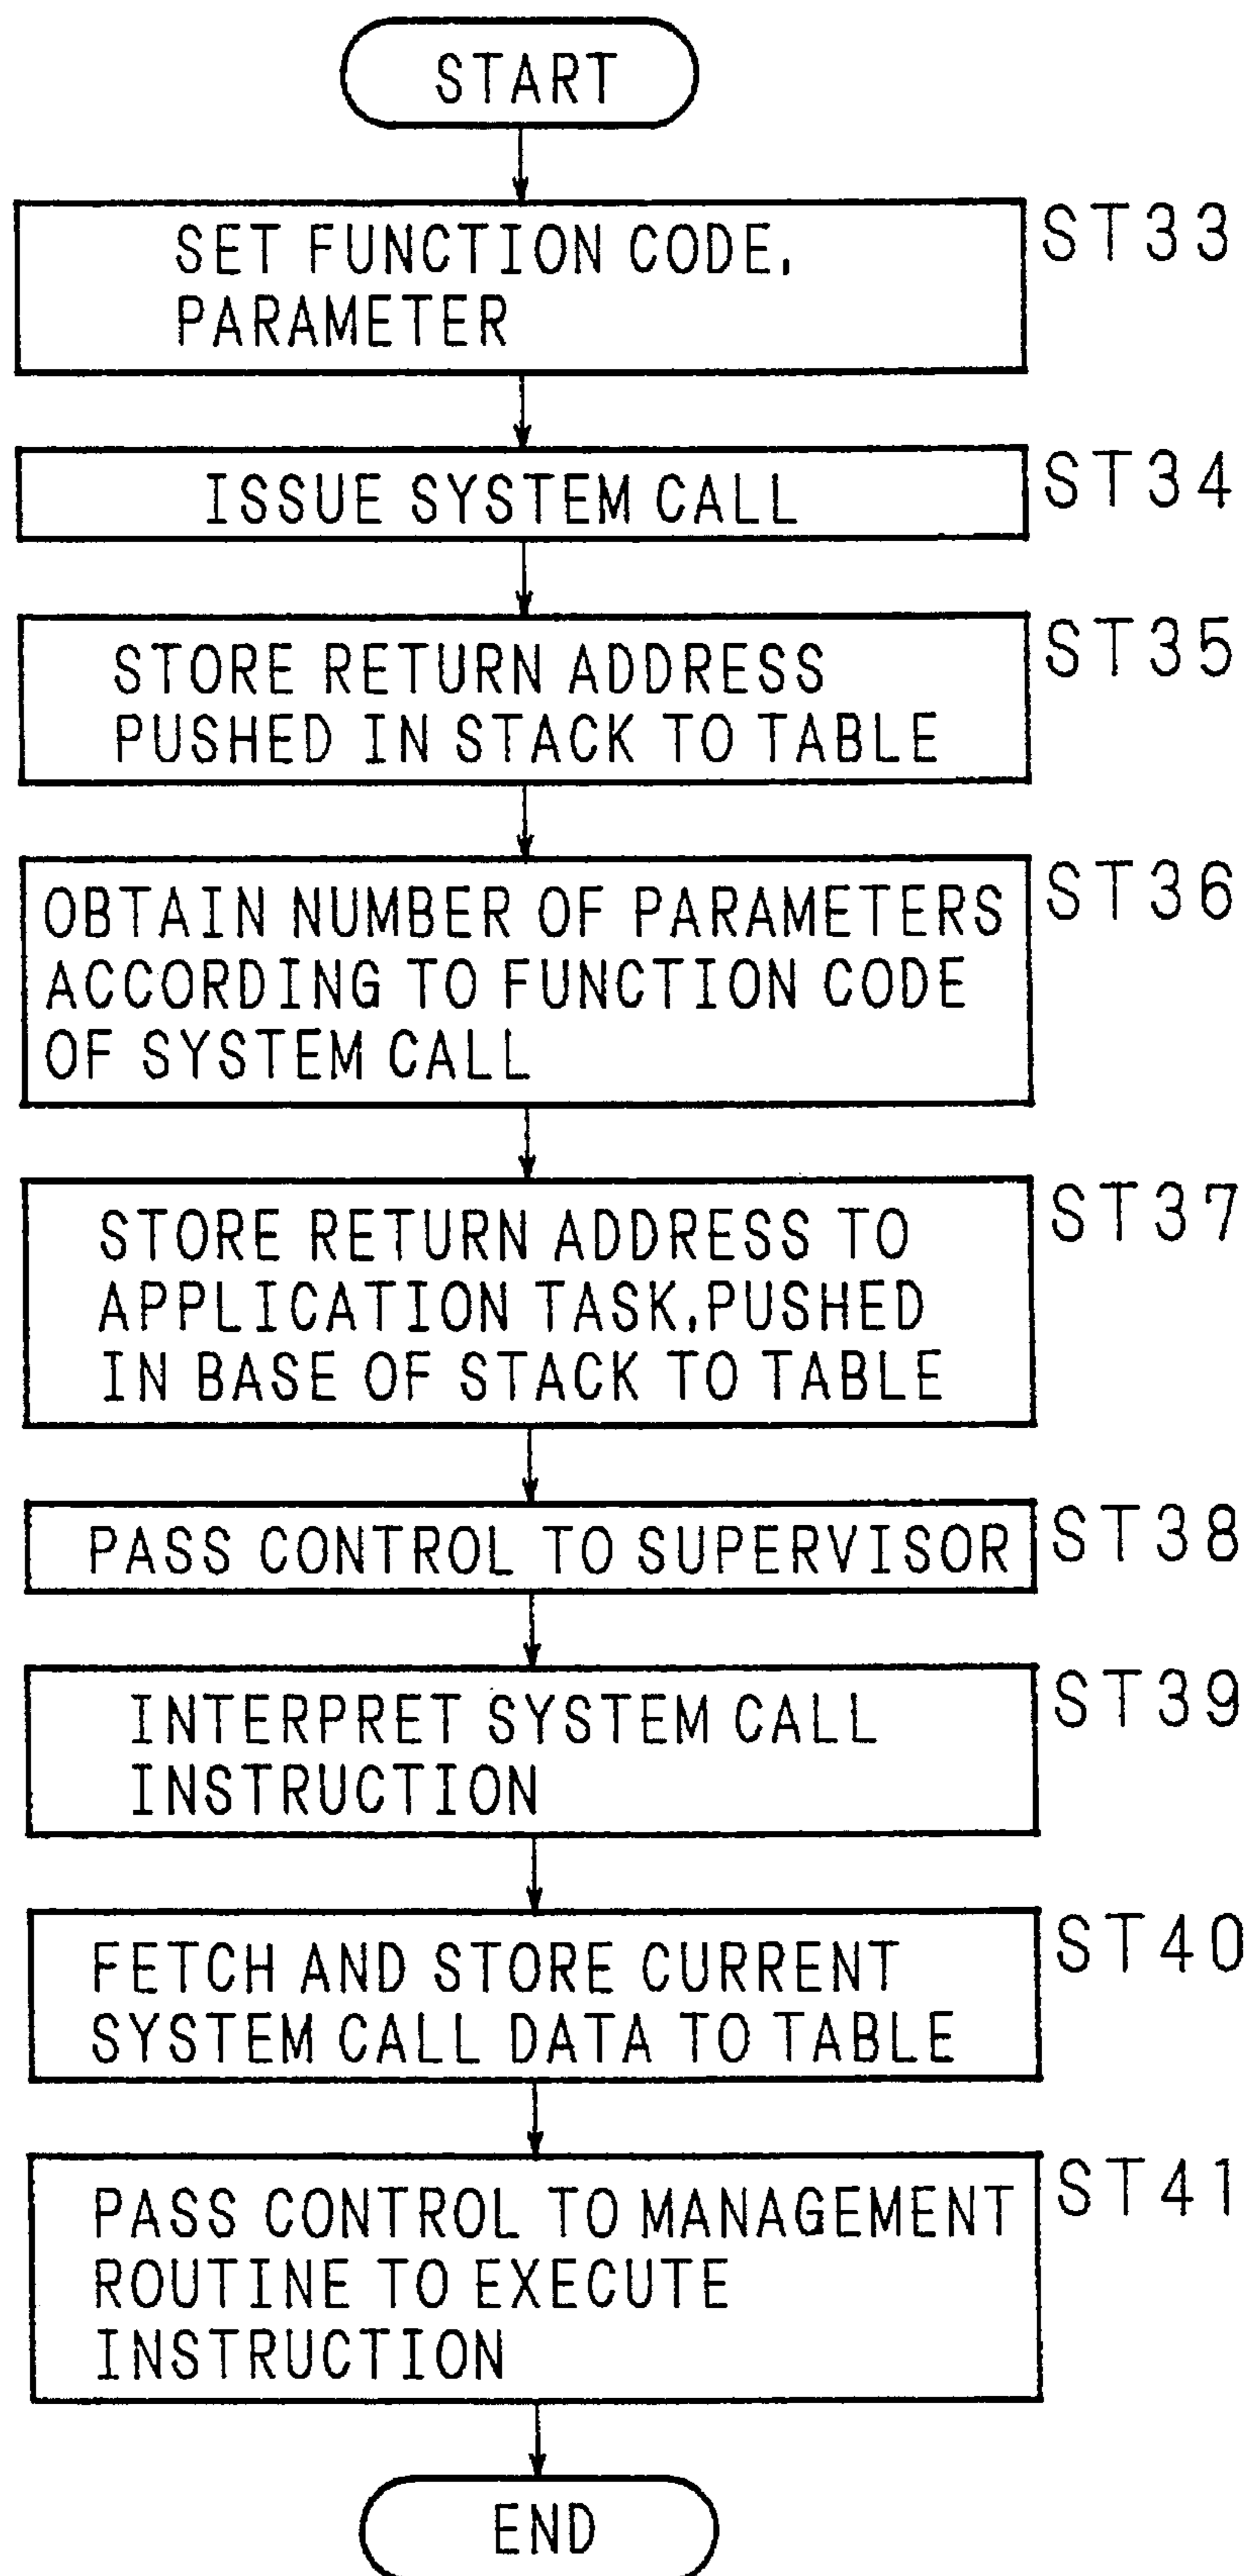 START
SET FUNCTION CODE, ST33
PARAMETER
ISSUE SYSTEM CALL ST34
STORE RETURN ADDRESS ST35
PUSHED IN STACK TO TABLE
OBTAIN NUMBER OF PARAMETERS ST36
ACCORDING TO FUNCTION CODE
OF SYSTEM CALL
STORE RETURN ADDRESS TO ST37
APPLICATION TASK,PUSHED
IN BASE OF STACK TO TABLE
PASS CONTROL TO SUPERVISOR ST38
INTERPRET SYSTEM CALL ST39
INSTRUCTION
FETCH AND STORE CURRENT ST40
SYSTEM CALL DATA TO TABLE
PASS CONTROL TO MANAGEMENT ST41
ROUTINE TO EXECUTE
INSTRUCTION
END